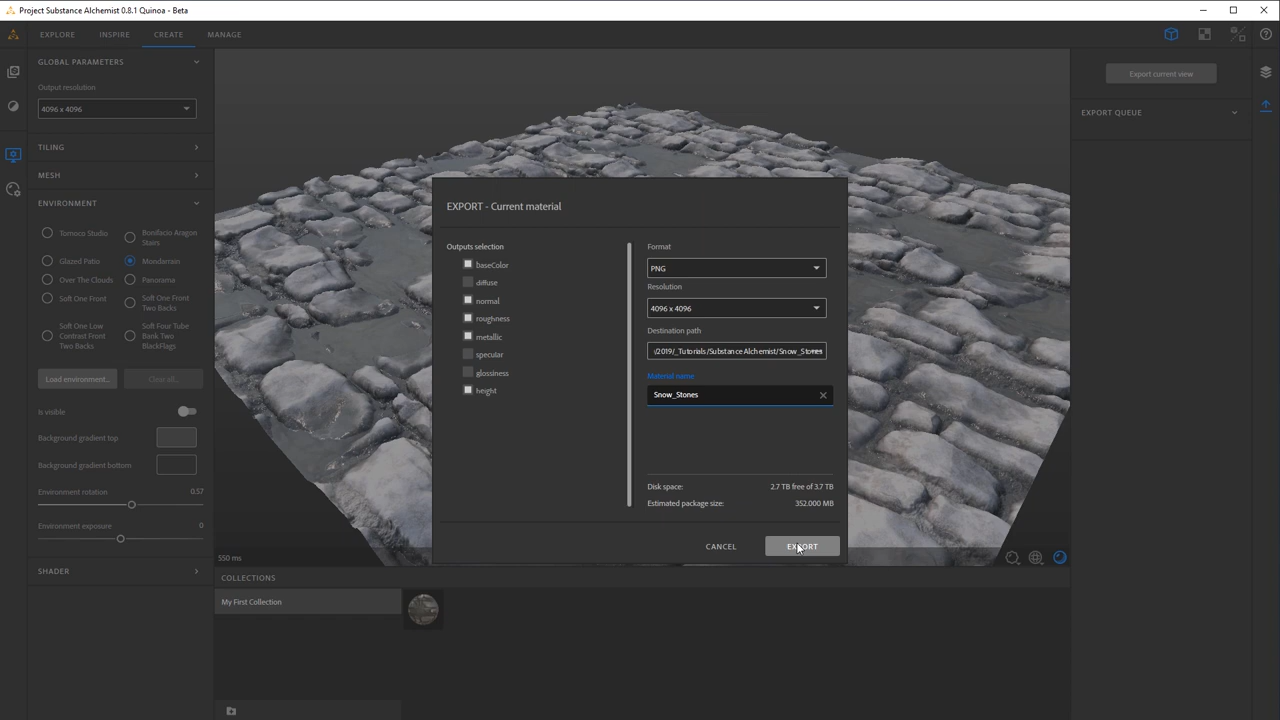 Project Substance Alchemist 0.8.1 Quinoa - Beta
EXPLORE INSPIRE CREATE MANAGE
GLOBAL PARAMETERS
Output resolution
4096 x 4096
TILING
MESH
ENVIRONMENT
Tomoco Studio
Bonifacio Aragon
Stairs
Glazed Patio
Mondarrain
Over The Clouds
Panorama
Soft One Front
Soft One Front
Two Backs
Soft One Low
Contrast Front
Two Backs
Soft Four Tube
Bank Two
BlackFlags
Load environment...
Clear all...
Is visible
Background gradient top
Background gradient bottom
Environment rotation 0.57
Environment exposure 0
SHADER
550 ms
EXPORT - Current material
Outputs selection
baseColor
diffuse
normal
roughness
metallic
specular
glossiness
height
Format
PNG
Resolution
4096 x 4096
Destination path
\2019/_Tutorials/Substance Alchemist/Snow_Stones
Material name
Snow_Stones
Disk space: 2.7 TB free of 3.7 TB
Estimated package size: 352.000 MB
CANCEL
EXPORT
COLLECTIONS
My First Collection
Export current view
EXPORT QUEUE